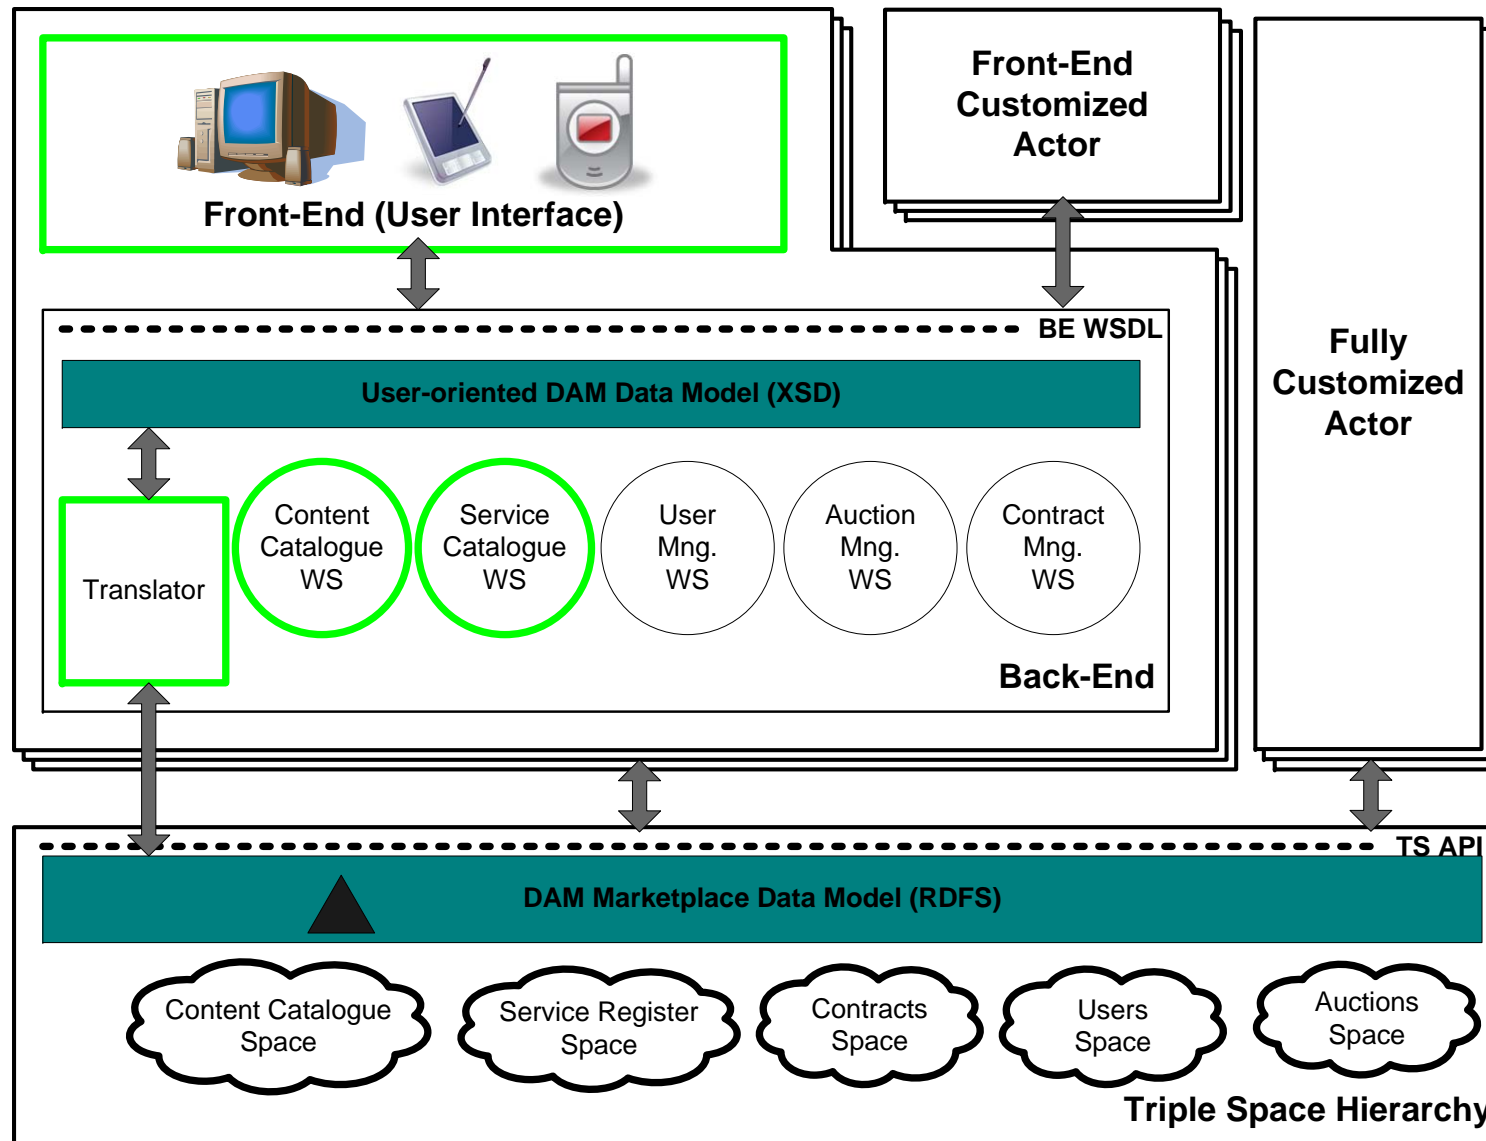 Front-End (User Interface)
Front-End
Customized
Actor
Fully
Customized
Actor
BE WSDL
User-oriented DAM Data Model (XSD)
Translator
Content
Catalogue
WS
Service
Catalogue
WS
User
Mng.
WS
Auction
Mng.
WS
Contract
Mng.
WS
Back-End
TS API
DAM Marketplace Data Model (RDFS)
Content Catalogue
Space
Service Register
Space
Contracts
Space
Users
Space
Auctions
Space
Triple Space Hierarchy